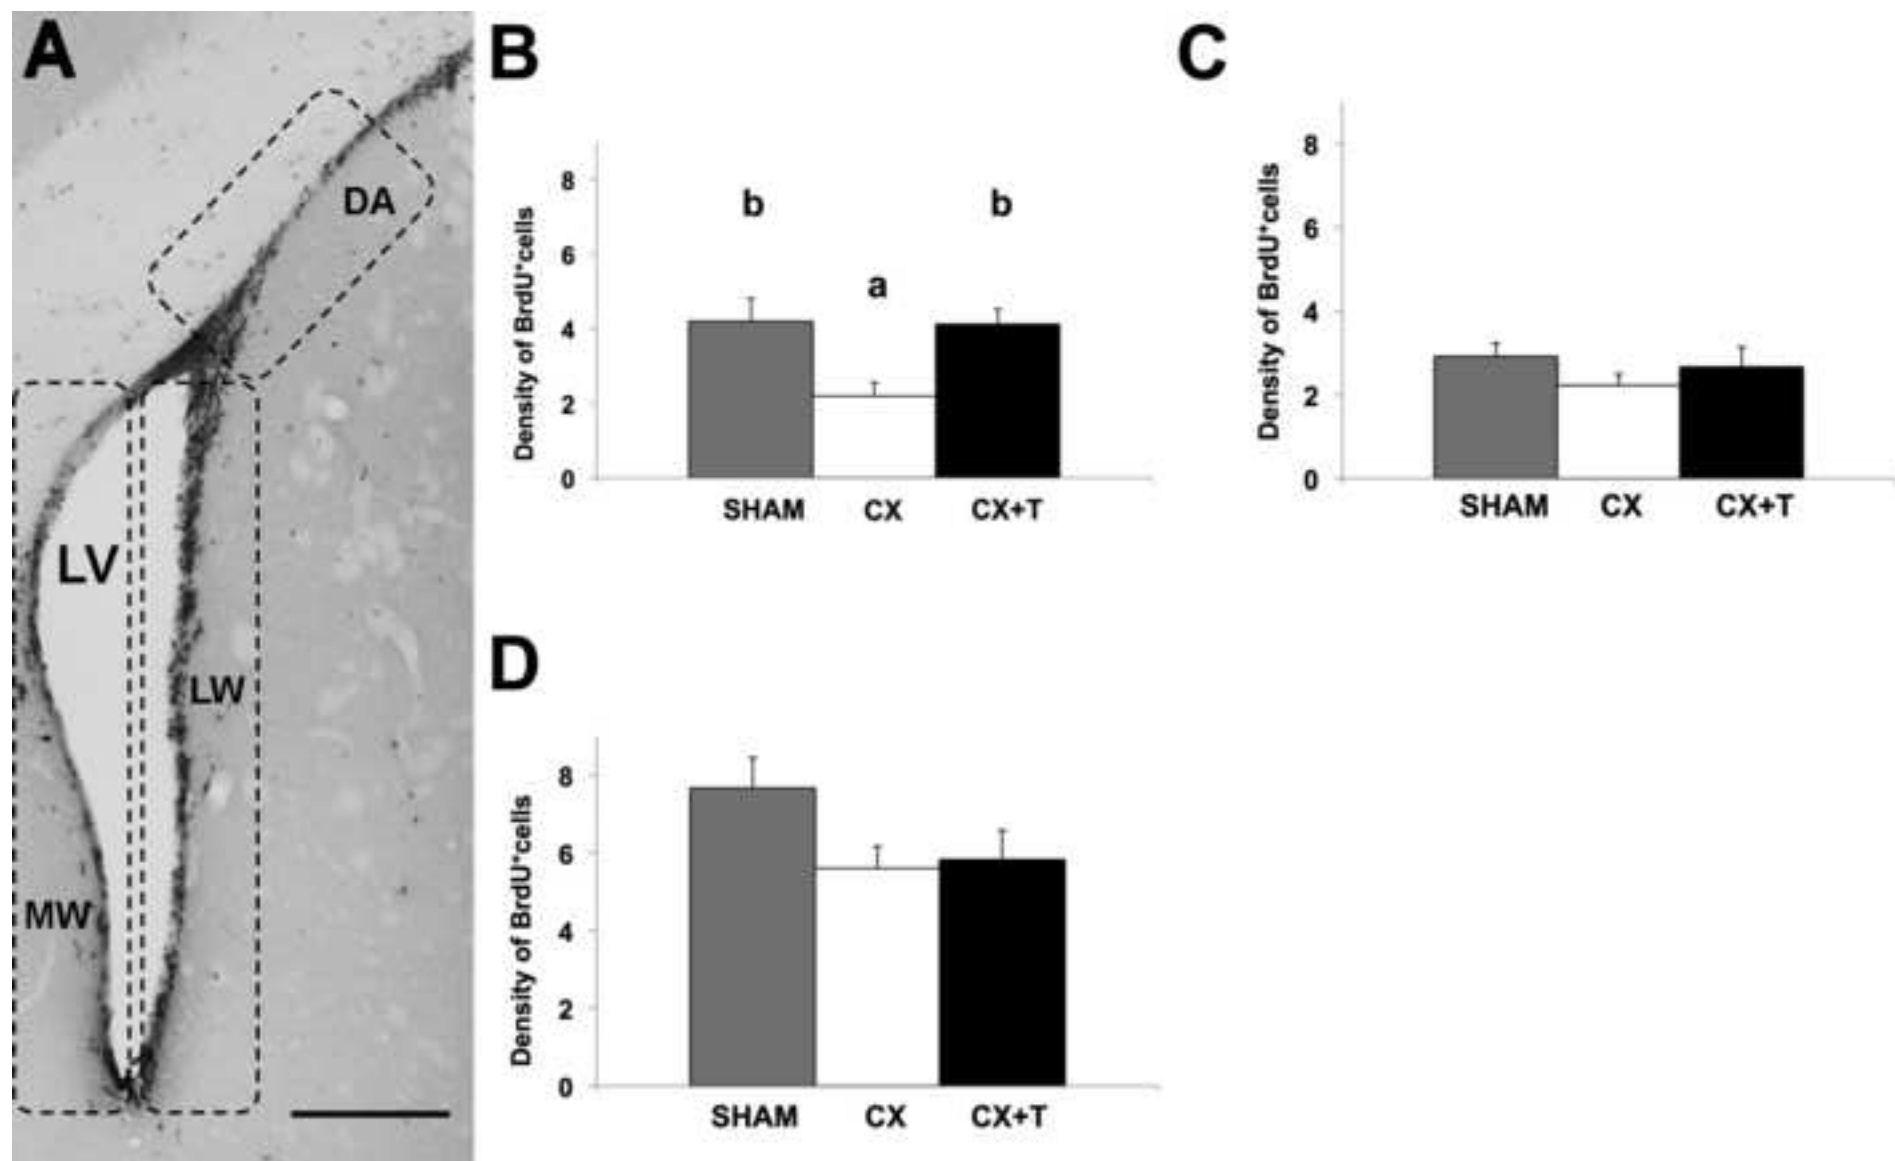 A
DA
LV
LW
MW
B
Density of BrdU⁺cells
8
6
4
2
0
b
a
b
SHAM CX CX+T
C
Density of BrdU⁺cells
8
6
4
2
0
SHAM CX CX+T
D
Density of BrdU⁺cells
8
6
4
2
0
SHAM CX CX+T